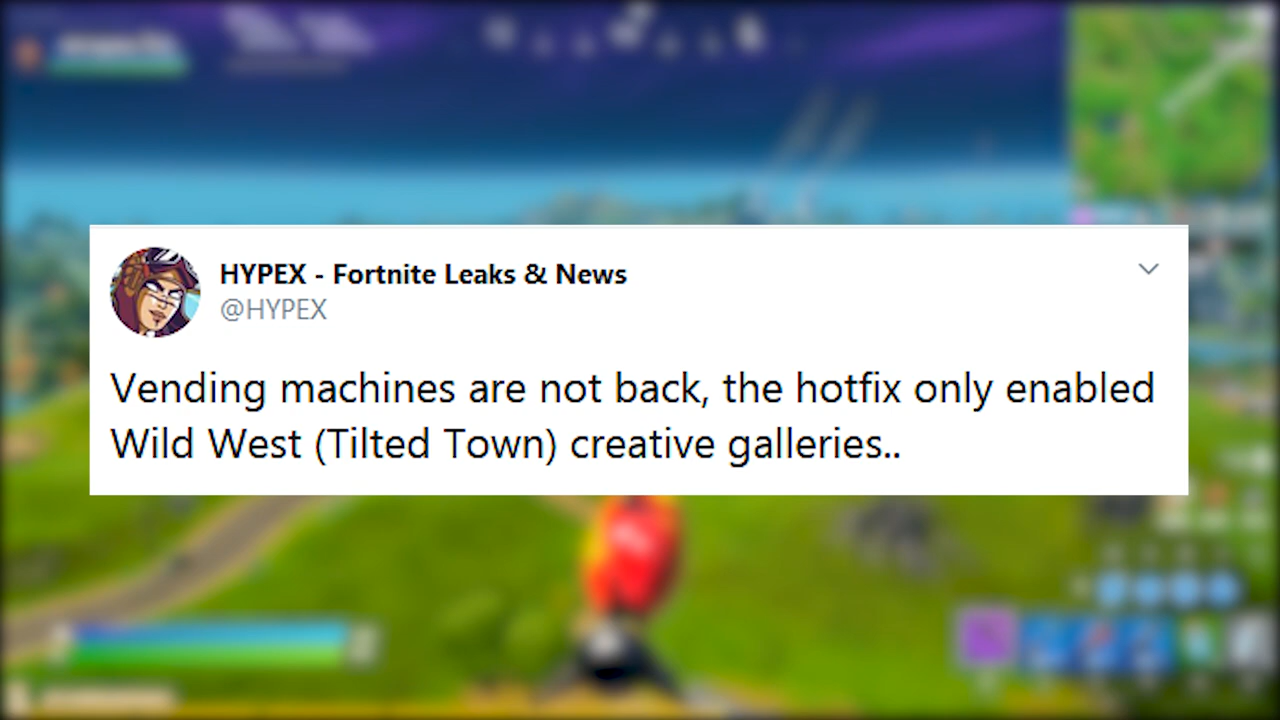 HYPEX - Fortnite Leaks & News
@HYPEX
Vending machines are not back, the hotfix only enabled
Wild West (Tilted Town) creative galleries..